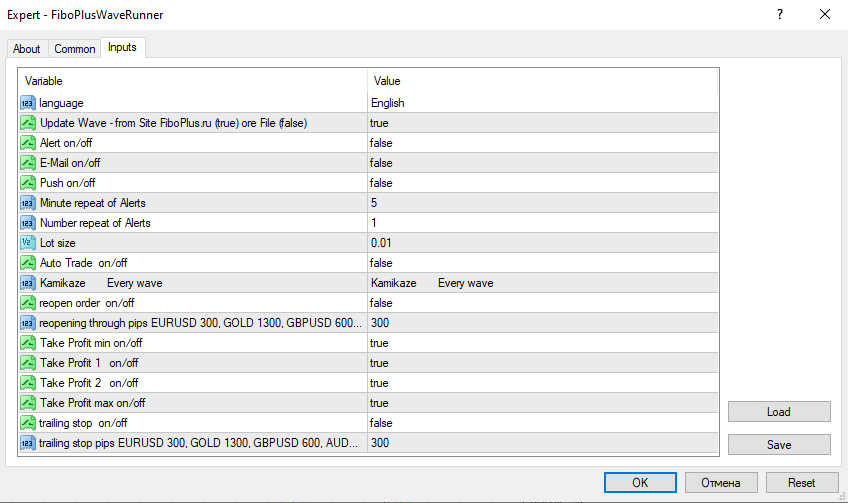 Expert - FiboPlusWaveRunner
?
About Common Inputs
Variable Value
language English
Update Wave - from Site FiboPlus.ru (true) ore File (false) true
Alert on/off false
E-Mail on/off false
Push on/off false
Minute repeat of Alerts 5
Number repeat of Alerts 1
Lot size 0.01
Auto Trade on/off false
Kamikaze Every wave Kamikaze Every wave
reopen order on/off false
reopening through pips EURUSD 300, GOLD 1300, GBPUSD 600... 300
Take Profit min on/off true
Take Profit 1 on/off true
Take Profit 2 on/off true
Take Profit max on/off true
trailing stop on/off false
trailing stop pips EURUSD 300, GOLD 1300, GBPUSD 600, AUD... 300
Load
Save
OK Отмена Reset